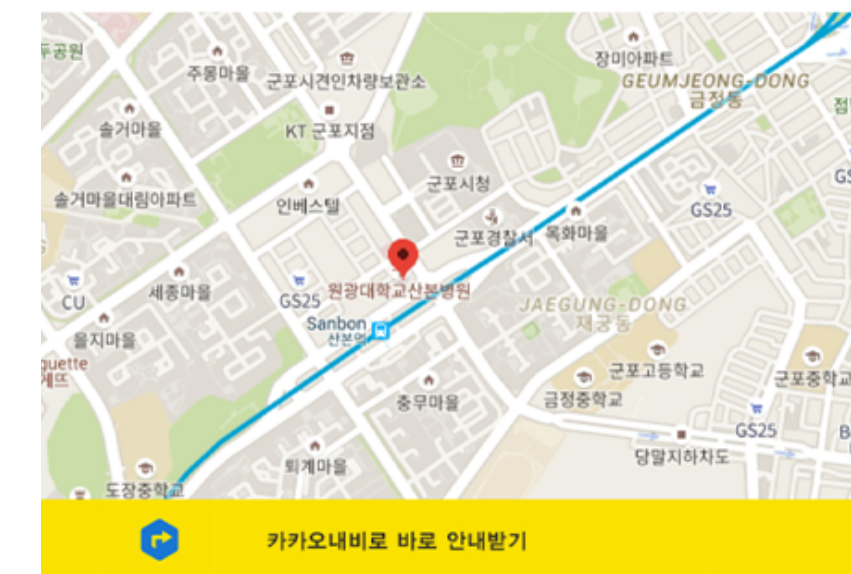 두공원
주몽마을
군포시견인차량보관소
장미아파트
GEUMJEONG-DONG
금정동
솔거마을
KT 군포지점
군포시청
솔거마을대림아파트
인베스텔
GS25
군포경찰서
목화마을
세종마을
CU
GS25
원광대학교산본병원
Sanbon
산본역
JAEGUNG-DONG
재궁동
을지마을
guette
게뜨
충무마을
군포고등학교
금정중학교
군포중학교
GS25
당말지하차도
퇴계마을
도장중학교
카카오내비로 바로 안내받기